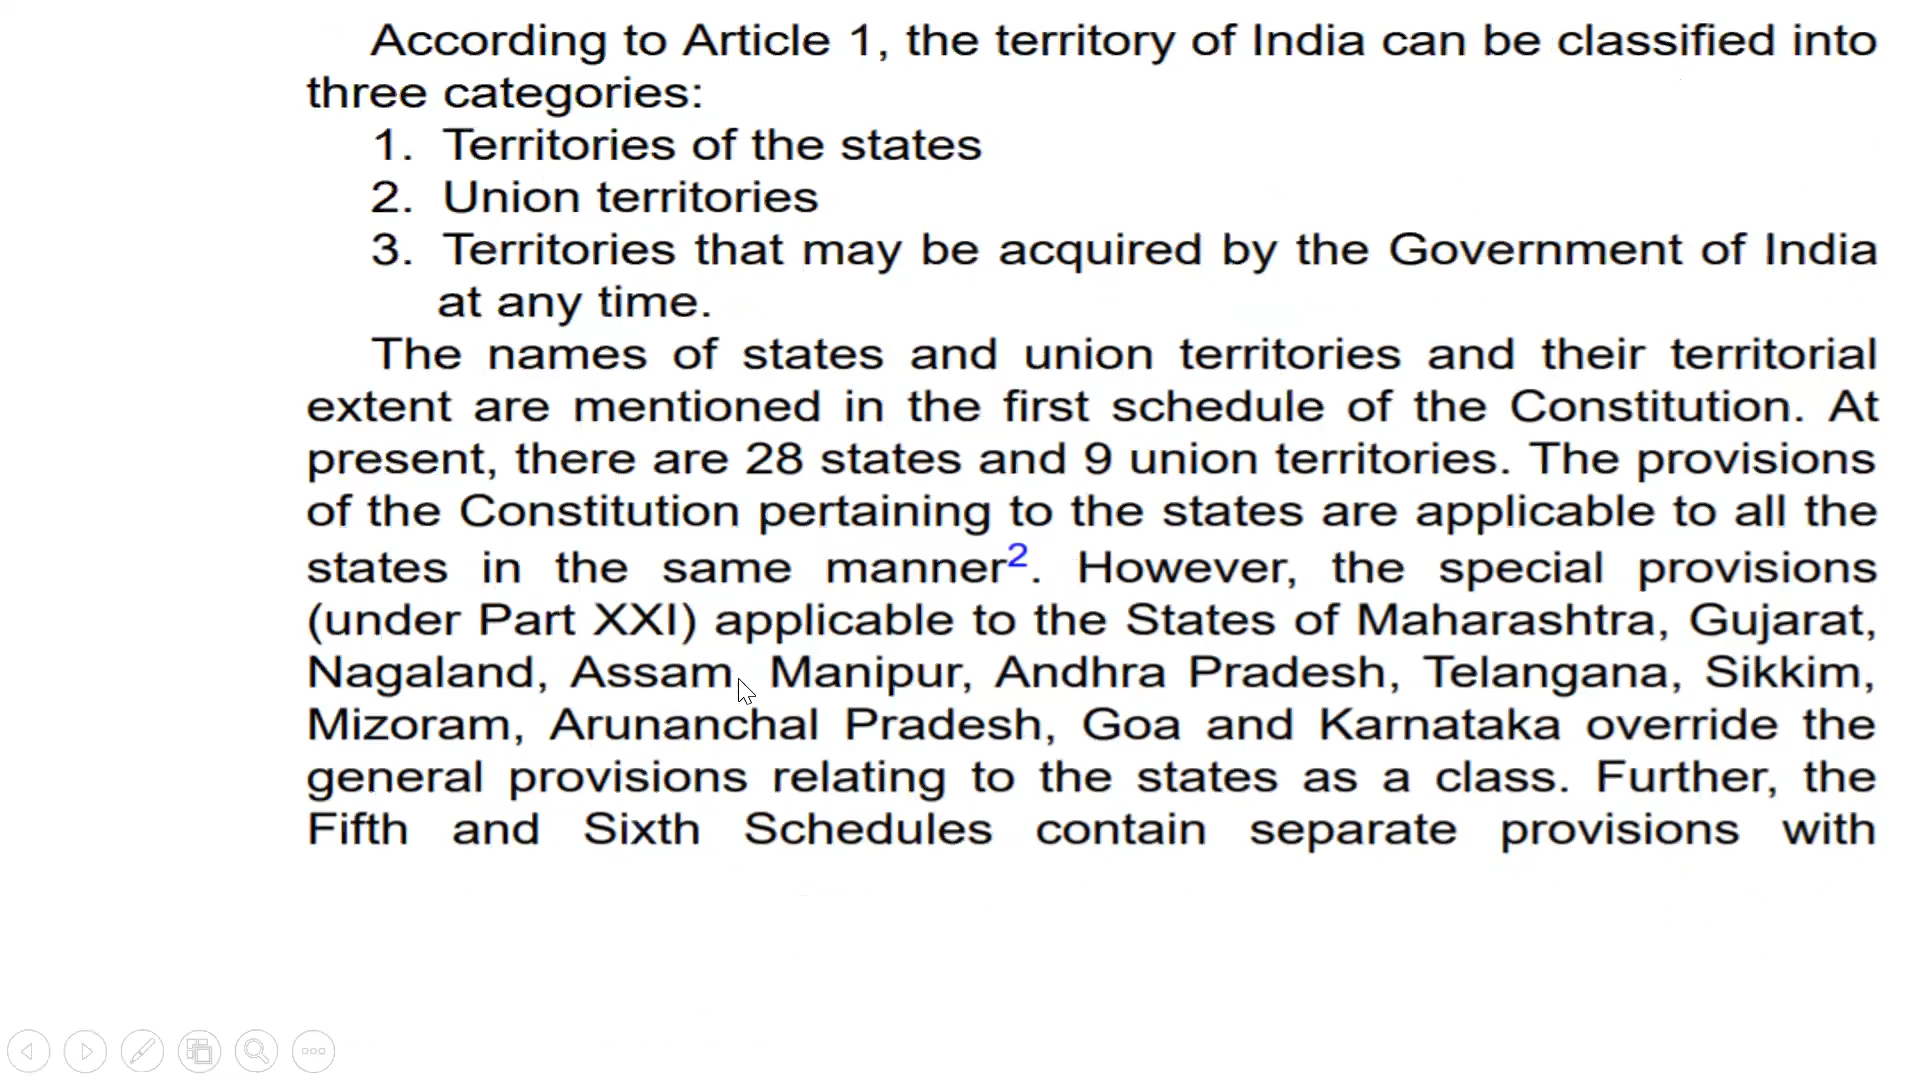 According to Article 1, the territory of India can be classified into
three categories:
1. Territories of the states
2. Union territories
3. Territories that may be acquired by the Government of India
at any time.
The names of states and union territories and their territorial
extent are mentioned in the first schedule of the Constitution. At
present, there are 28 states and 9 union territories. The provisions
of the Constitution pertaining to the states are applicable to all the
states in the same manner2. However, the special provisions
(under Part XXI) applicable to the States of Maharashtra, Gujarat,
Nagaland, Assam, Manipur, Andhra Pradesh, Telangana, Sikkim,
Mizoram, Arunanchal Pradesh, Goa and Karnataka override the
general provisions relating to the states as a class. Further, the
Fifth and Sixth Schedules contain separate provisions with